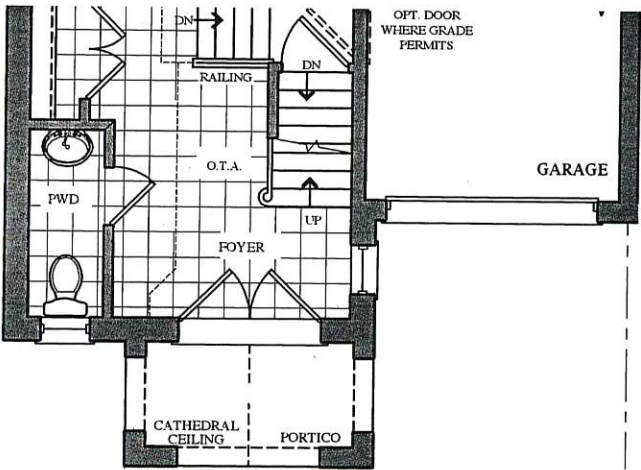 DN
OPT. DOOR
WHERE GRADE
PERMITS
DN
RAILING
O.T.A.
GARAGE
PWD
UP
FOYER
CATHEDRAL
CEILING
PORTICO